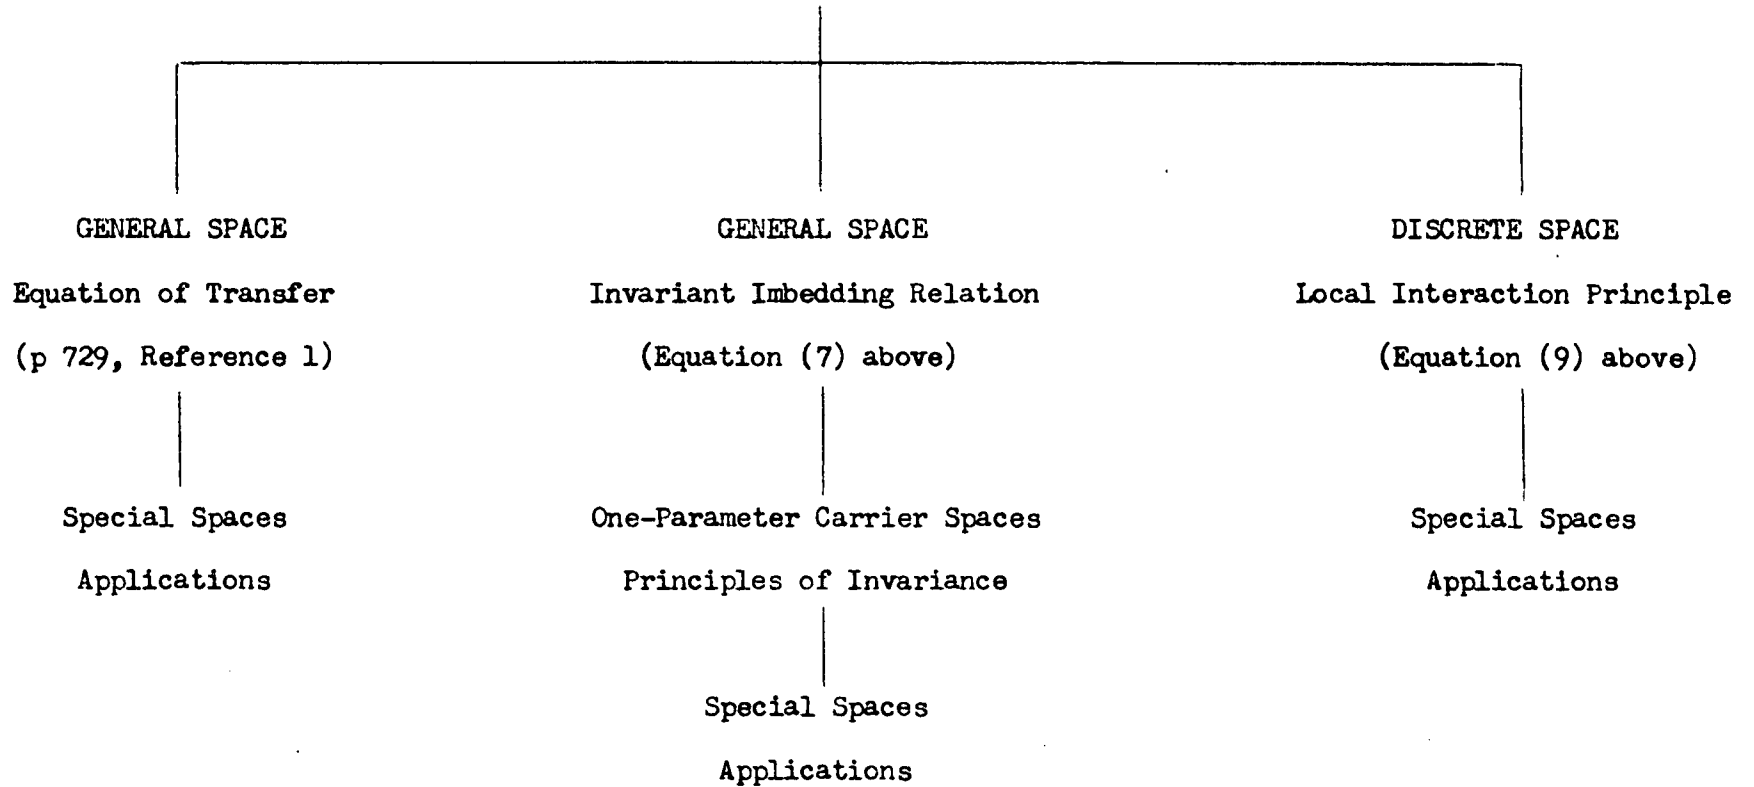 GENERAL SPACE
Equation of Transfer
(p 729, Reference 1)
Special Spaces
Applications
GENERAL SPACE
Invariant Imbedding Relation
(Equation (7) above)
One-Parameter Carrier Spaces
Principles of Invariance
Special Spaces
Applications
DISCRETE SPACE
Local Interaction Principle
(Equation (9) above)
Special Spaces
Applications